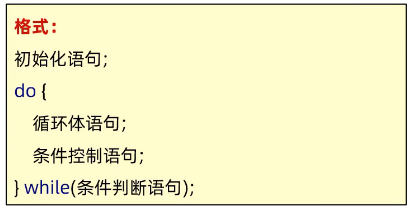 格式：
初始化语句;
do {
循环体语句;
条件控制语句;
} while(条件判断语句);